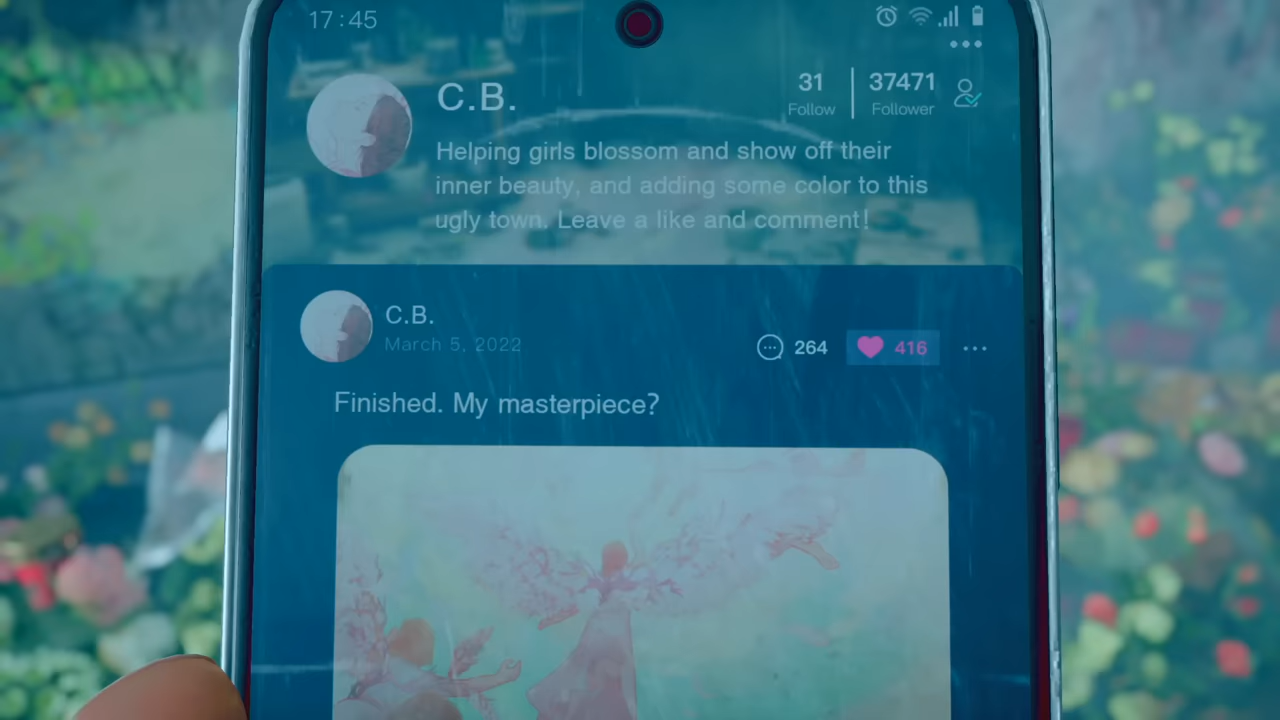 17:45
C.B.
31
Follow
37471
Follower
Helping girls blossom and show off their
inner beauty, and adding some color to this
ugly town. Leave a like and comment!
C.B.
March 5, 2022
264
416
Finished. My masterpiece?